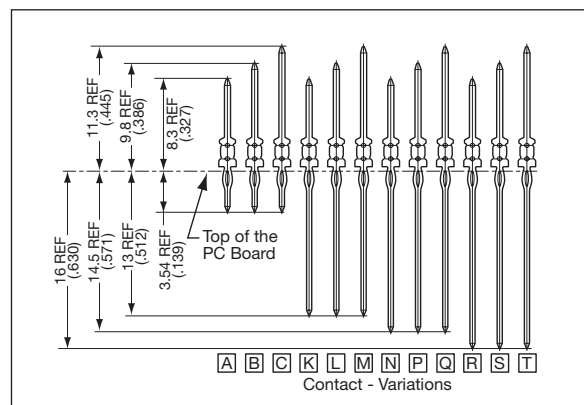 11.3 REF
(.445)
9.8 REF
(.386)
8.3 REF
(.327)
16 REF
(.630)
14.5 REF
(.571)
13 REF
(.512)
3.54 REF
(.139)
Top of the
PC Board
A B C K L M N P Q R S T
Contact - Variations